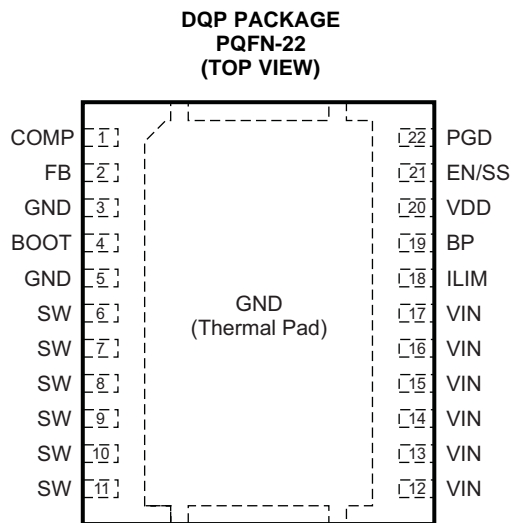 DQP PACKAGE
PQFN-22
(TOP VIEW)
COMP 1 22 PGD
FB 2 21 EN/SS
GND 3 20 VDD
BOOT 4 19 BP
GND 5 18 ILIM
SW 6 17 VIN
GND
(Thermal Pad)
SW 7 16 VIN
SW 8 15 VIN
SW 9 14 VIN
SW 10 13 VIN
SW 11 12 VIN